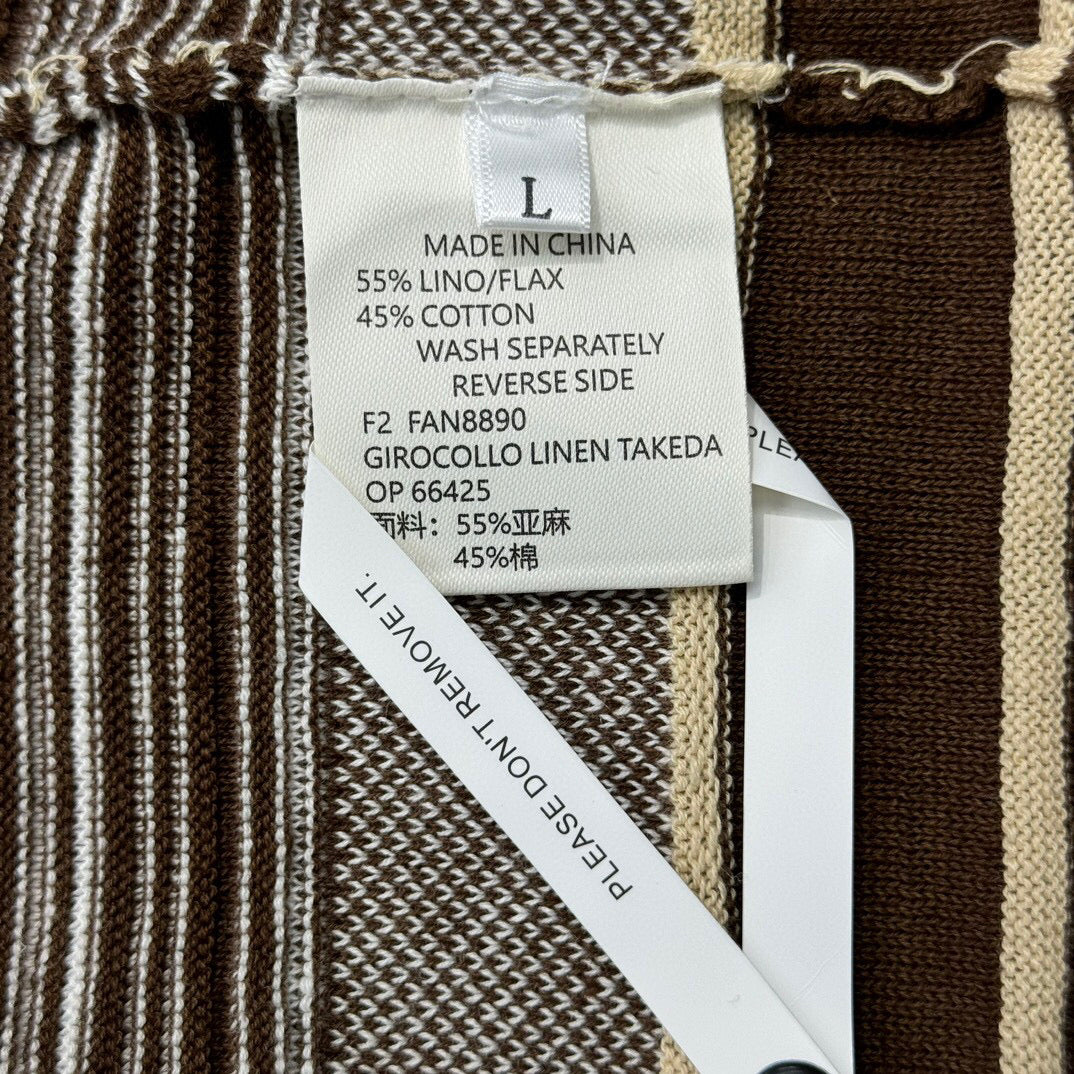 L
MADE IN CHINA
55% LINO/FLAX
45% COTTON
WASH SEPARATELY
REVERSE SIDE
F2 FAN8890
GIROCOLLO LINEN TAKEDA
OP 66425
面料：55%亚麻
45%棉
PLEASE DON'T REMOVE IT.